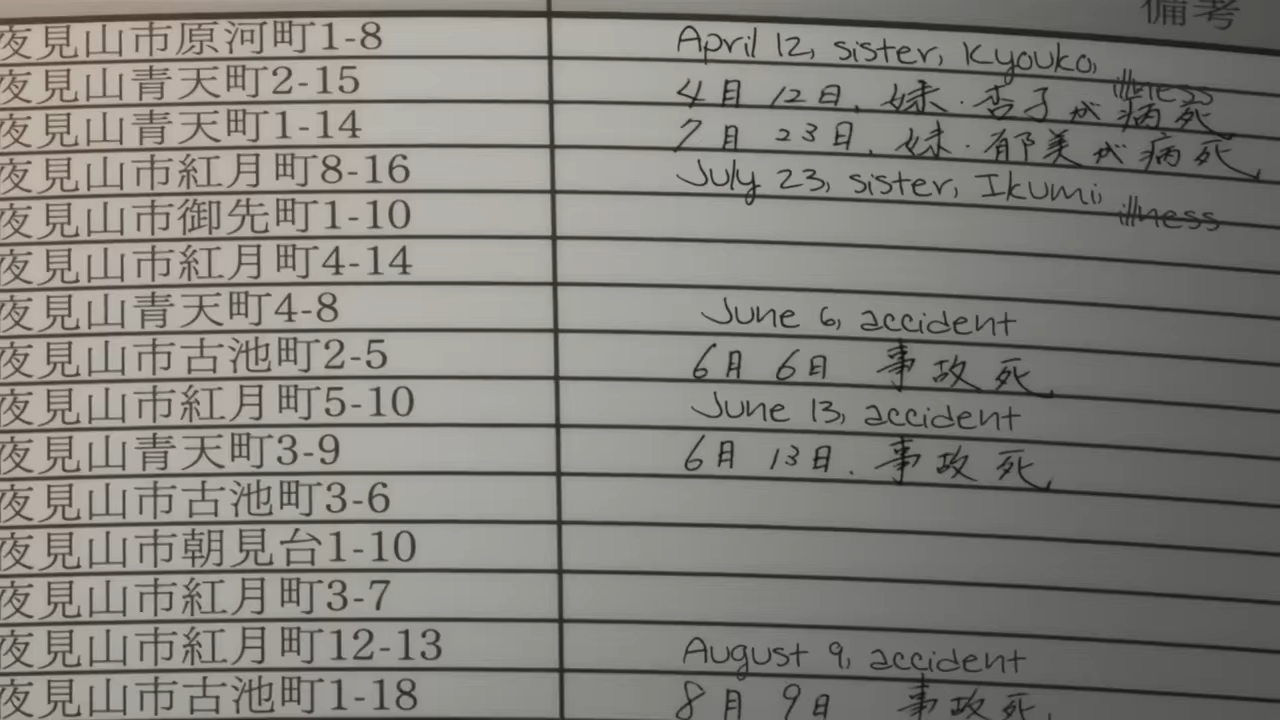 備考
夜見山市原河町1-8
April 12, sister, Kyouko, illness
夜見山青天町2-15
4月12日、妹・杏子が病死。
夜見山青天町1-14
7月23日、妹・郁美が病死。
夜見山市紅月町8-16
July 23, sister, Ikumi, illness
夜見山市御先町1-10
夜見山市紅月町4-14
夜見山青天町4-8
June 6, accident
夜見山市古池町2-5
6月6日 事故死。
夜見山市紅月町5-10
June 13, accident
夜見山青天町3-9
6月13日、事故死。
夜見山市古池町3-6
夜見山市朝見台1-10
夜見山市紅月町3-7
夜見山市紅月町12-13
August 9, accident
夜見山市古池町1-18
8月9日 事故死。